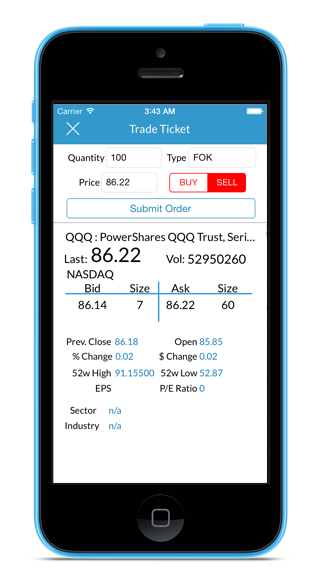 Carrier 3:43 AM
Trade Ticket
Quantity 100 Type FOK
Price 86.22 BUY SELL
Submit Order
QQQ : PowerShares QQQ Trust, Seri...
Last: 86.22 Vol: 52950260
NASDAQ
Bid Size Ask Size
86.14 7 86.22 60
Prev. Close 86.18 Open 85.85
% Change 0.02 $ Change 0.02
52w High 91.15500 52w Low 52.87
EPS P/E Ratio 0
Sector n/a
Industry n/a